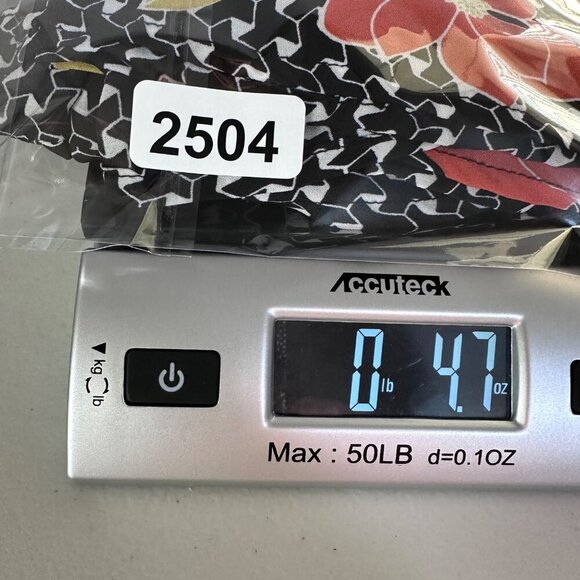 2504
Accuteck
kg lb
0 lb 4.7 oz
Max : 50LB d=0.1OZ